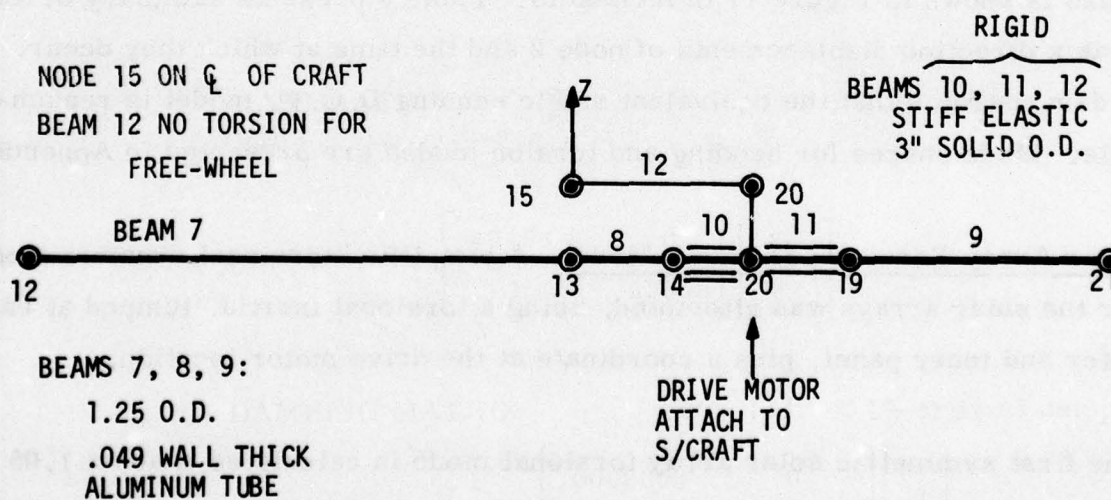 RIGID
NODE 15 ON ℄ OF CRAFT
BEAM 12 NO TORSION FOR
FREE-WHEEL
Z
BEAMS 10, 11, 12
STIFF ELASTIC
3" SOLID O.D.
12
15
20
BEAM 7
8
10
11
9
12
13
14
20
19
21
BEAMS 7, 8, 9:
1.25 O.D.
.049 WALL THICK
ALUMINUM TUBE
DRIVE MOTOR
ATTACH TO
S/CRAFT